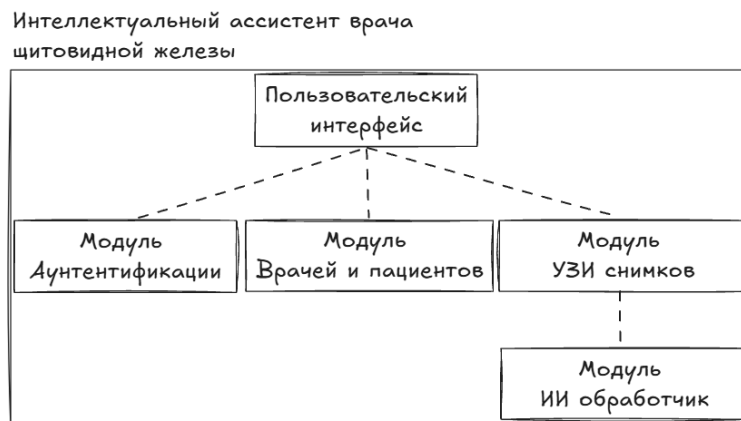 Интеллектуальный ассистент врача
щитовидной железы
Пользовательский
интерфейс
Модуль
Аунтентификации
Модуль
Врачей и пациентов
Модуль
УЗИ снимков
Модуль
ИИ обработчик